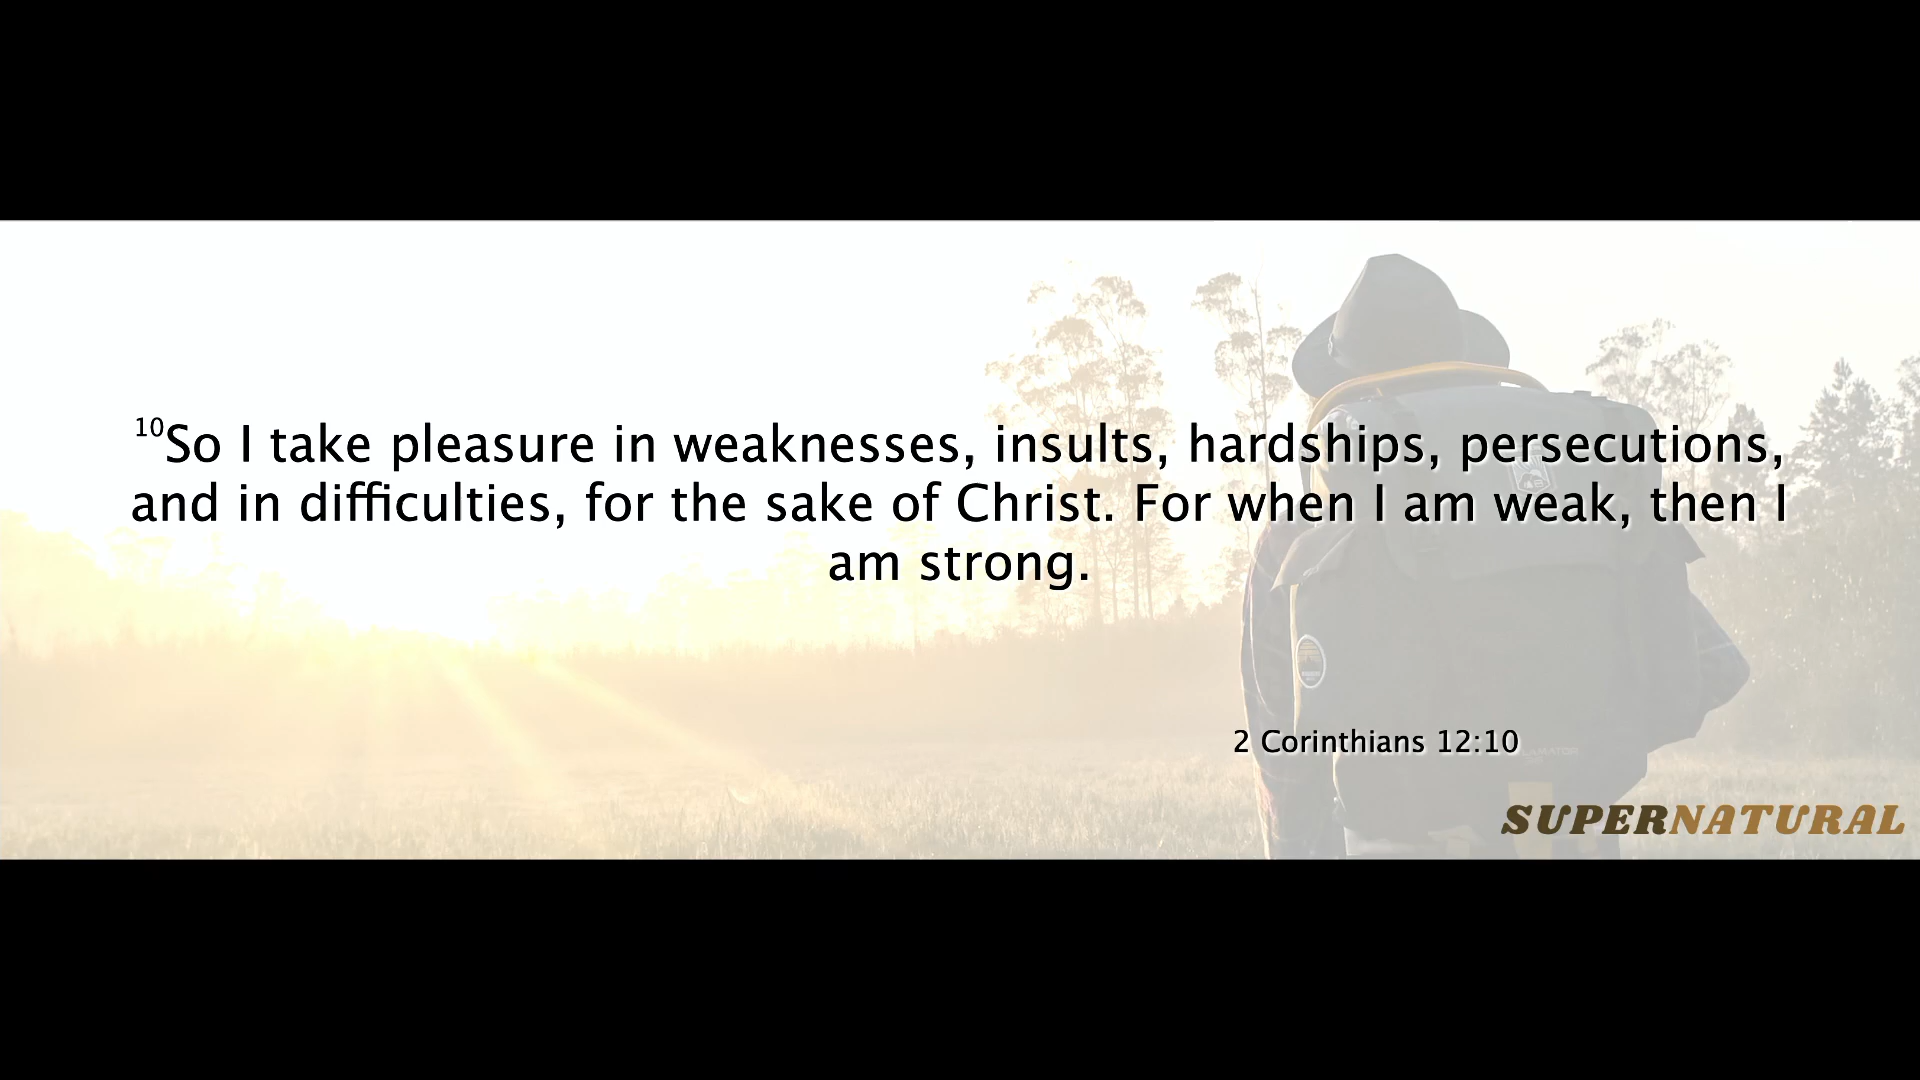 10So I take pleasure in weaknesses, insults, hardships, persecutions,
and in difficulties, for the sake of Christ. For when I am weak, then I
am strong.
2 Corinthians 12:10
SUPERNATURAL